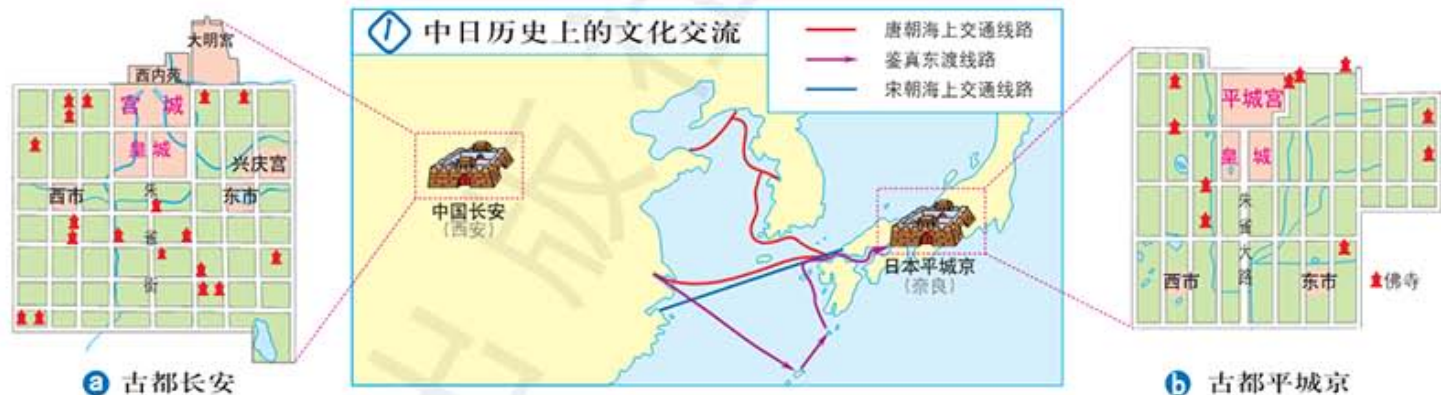 ① 中日历史上的文化交流
唐朝海上交通线路
鉴真东渡线路
宋朝海上交通线路
大明宫
西内苑
宫城
皇城
兴庆宫
西市
东市
朱雀街
ⓐ 古都长安
中国长安
(西安)
日本平城京
(奈良)
平城宫
皇城
朱雀大路
西市
东市
佛寺
ⓑ 古都平城京